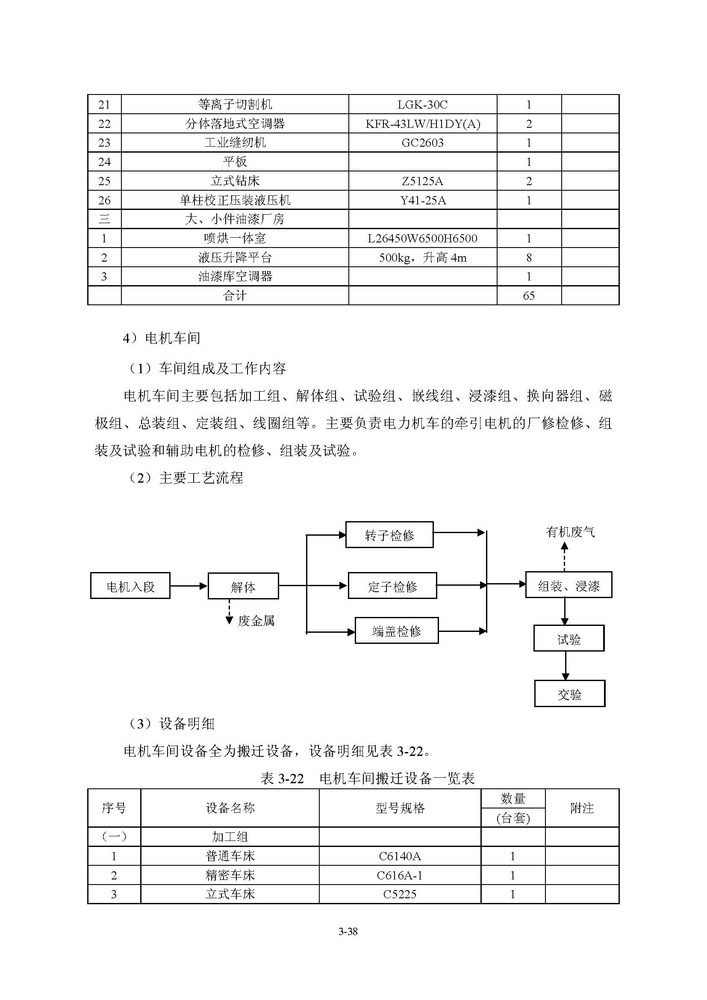 21 等离子切割机 LGK-30C 1
22 分体落地式空调器 KFR-43LW/H1DY(A) 2
23 工业缝纫机 GC2603 1
24 平板 1
25 立式钻床 Z5125A 2
26 单柱校正压装液压机 Y41-25A 1
三 大、小件油漆厂房
1 喷烘一体室 L26450W6500H6500 1
2 液压升降平台 500kg，升高 4m 8
3 油漆库空调器 1
合计 65
4）电机车间
（1）车间组成及工作内容
电机车间主要包括加工组、解体组、试验组、嵌线组、浸漆组、换向器组、磁
极组、总装组、定装组、线圈组等。主要负责电力机车的牵引电机的厂修检修、组
装及试验和辅助电机的检修、组装及试验。
（2）主要工艺流程
转子检修 有机废气
电机入段 解体 定子检修 组装、浸漆
废金属 端盖检修
试验
交验
（3）设备明细
电机车间设备全为搬迁设备，设备明细见表 3-22。
表 3-22 电机车间搬迁设备一览表
序号 设备名称 型号规格 数量 (台套) 附注
（一） 加工组
1 普通车床 C6140A 1
2 精密车床 C616A-1 1
3 立式车床 C5225 1
3-38